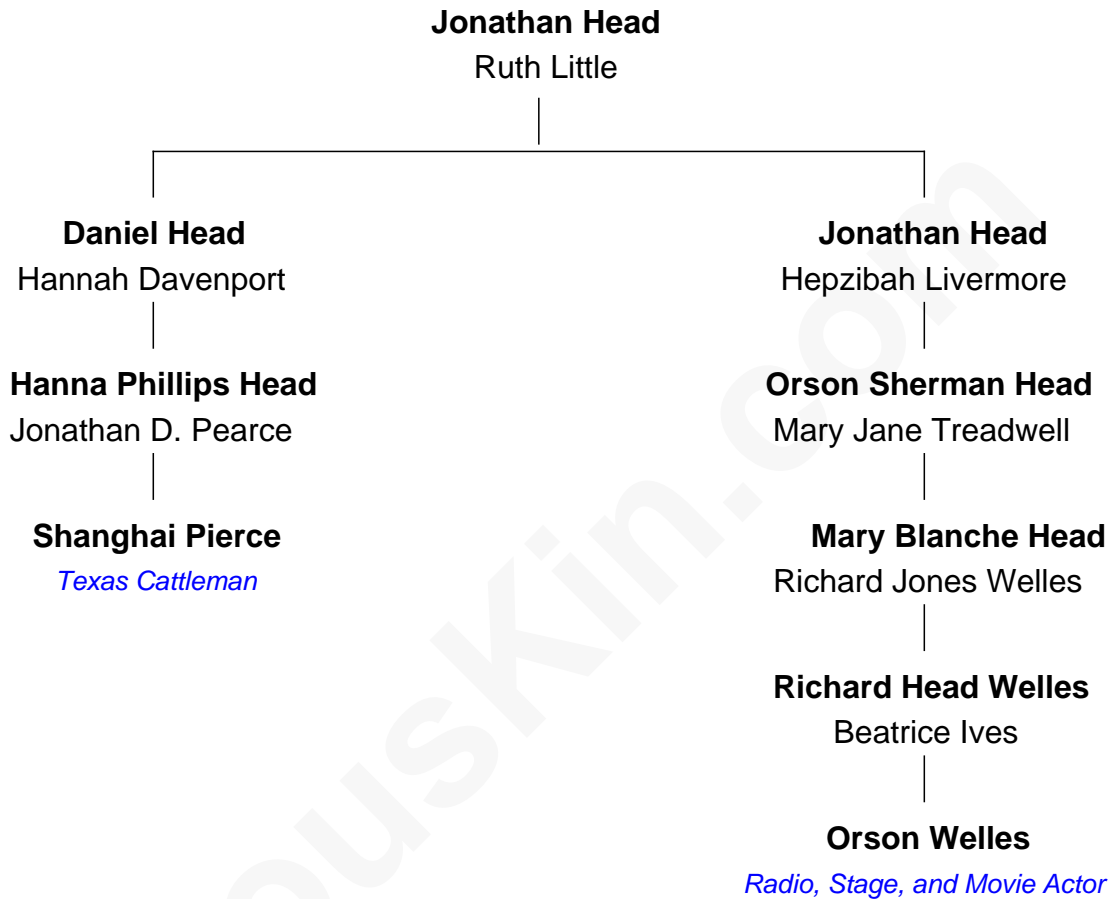 Jonathan Head
Ruth Little
Daniel Head
Hannah Davenport
Jonathan Head
Hepzibah Livermore
Hanna Phillips Head
Jonathan D. Pearce
Orson Sherman Head
Mary Jane Treadwell
Shanghai Pierce
Texas Cattleman
Mary Blanche Head
Richard Jones Welles
Richard Head Welles
Beatrice Ives
Orson Welles
Radio, Stage, and Movie Actor
ousKin.com